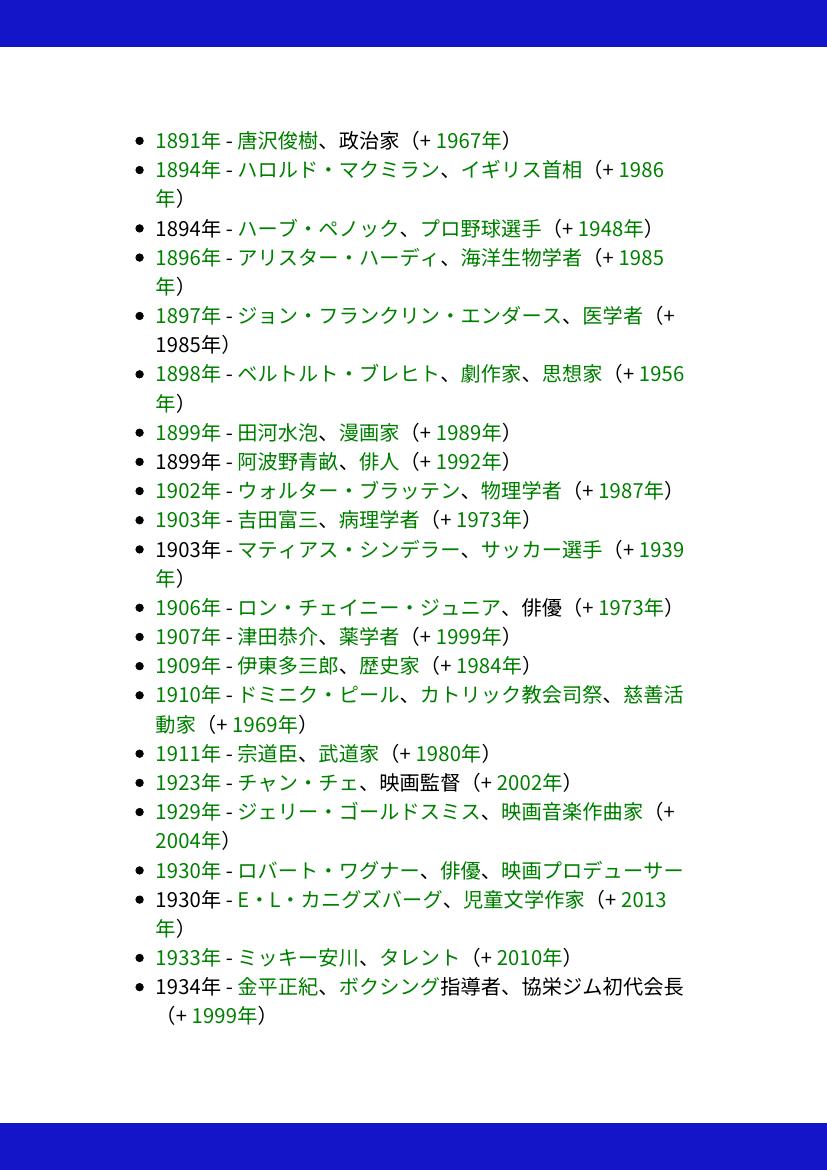 • 1891年 - 唐沢俊樹、政治家（+ 1967年）
• 1894年 - ハロルド・マクミラン、イギリス首相（+ 1986
年）
• 1894年 - ハーブ・ペノック、プロ野球選手（+ 1948年）
• 1896年 - アリスター・ハーディ、海洋生物学者（+ 1985
年）
• 1897年 - ジョン・フランクリン・エンダース、医学者（+
1985年）
• 1898年 - ベルトルト・ブレヒト、劇作家、思想家（+ 1956
年）
• 1899年 - 田河水泡、漫画家（+ 1989年）
• 1899年 - 阿波野青畝、俳人（+ 1992年）
• 1902年 - ウォルター・ブラッテン、物理学者（+ 1987年）
• 1903年 - 吉田富三、病理学者（+ 1973年）
• 1903年 - マティアス・シンデラー、サッカー選手（+ 1939
年）
• 1906年 - ロン・チェイニー・ジュニア、俳優（+ 1973年）
• 1907年 - 津田恭介、薬学者（+ 1999年）
• 1909年 - 伊東多三郎、歴史家（+ 1984年）
• 1910年 - ドミニク・ピール、カトリック教会司祭、慈善活
動家（+ 1969年）
• 1911年 - 宗道臣、武道家（+ 1980年）
• 1923年 - チャン・チェ、映画監督（+ 2002年）
• 1929年 - ジェリー・ゴールドスミス、映画音楽作曲家（+
2004年）
• 1930年 - ロバート・ワグナー、俳優、映画プロデューサー
• 1930年 - E・L・カニグズバーグ、児童文学作家（+ 2013
年）
• 1933年 - ミッキー安川、タレント（+ 2010年）
• 1934年 - 金平正紀、ボクシング指導者、協栄ジム初代会長
（+ 1999年）